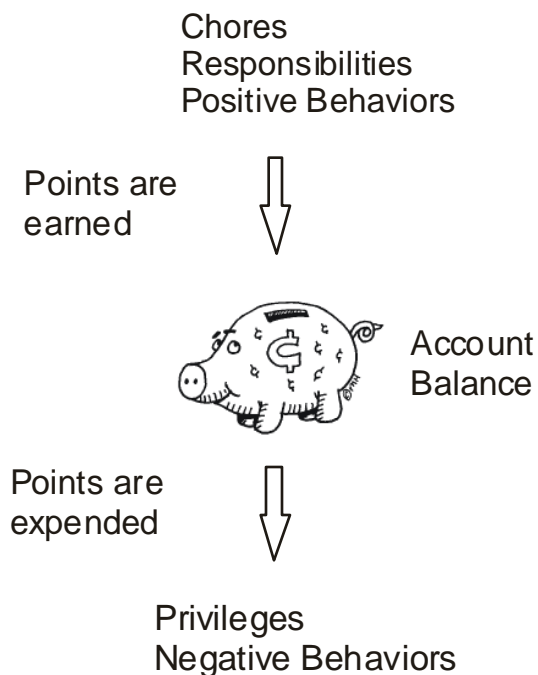 Chores
Responsibilities
Positive Behaviors
Points are
earned
¢
Account
Balance
Points are
expended
Privileges
Negative Behaviors